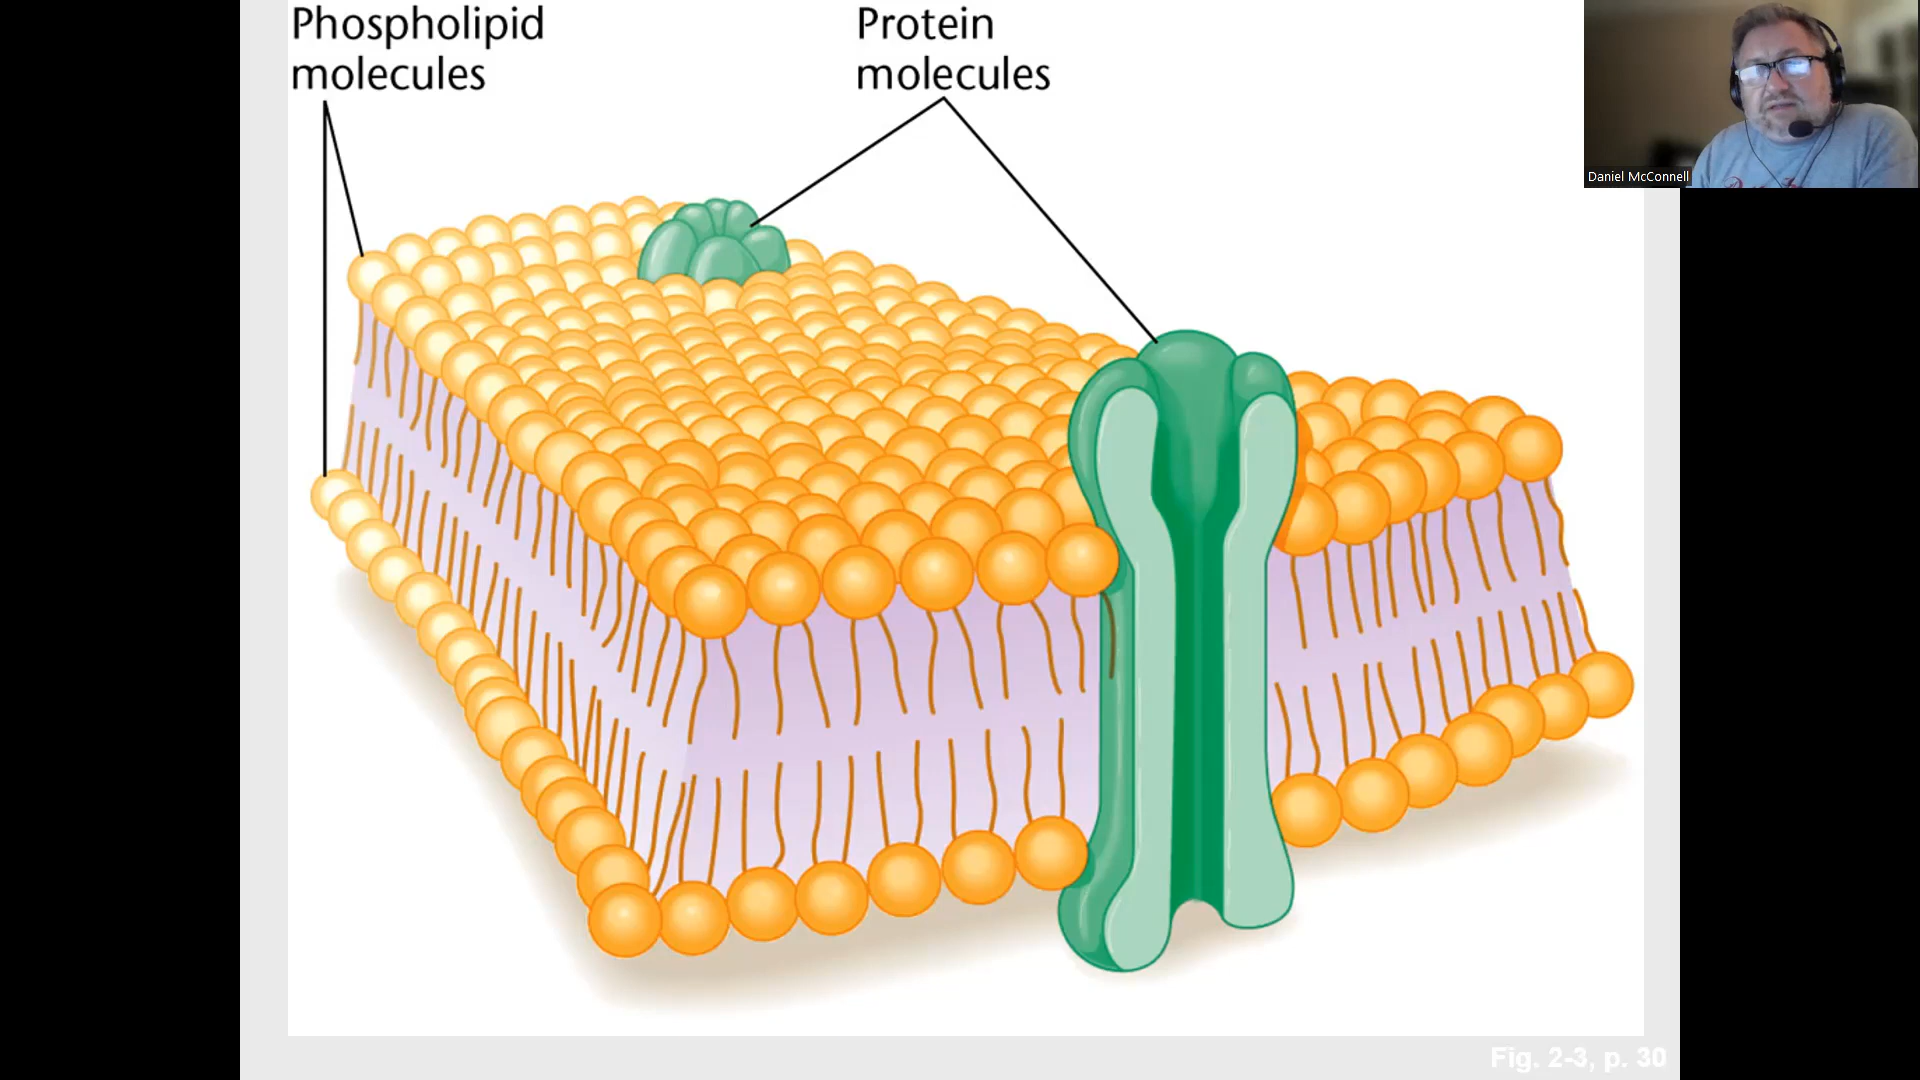 Phospholipid
molecules
Protein
molecules
Daniel McConnell
Fig. 2-3, p. 30